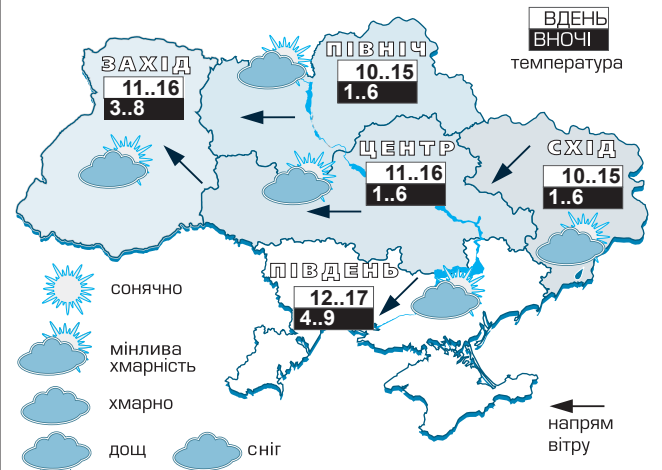 ВДЕНЬ
ВНОЧІ
температура
ЗАХІД
11..16
3..8
ПІВНІЧ
10..15
1..6
ЦЕНТР
11..16
1..6
СХІД
10..15
1..6
ПІВДЕНЬ
12..17
4..9
сонячно
мінлива
хмарність
хмарно
дощ
сніг
напрям
вітру